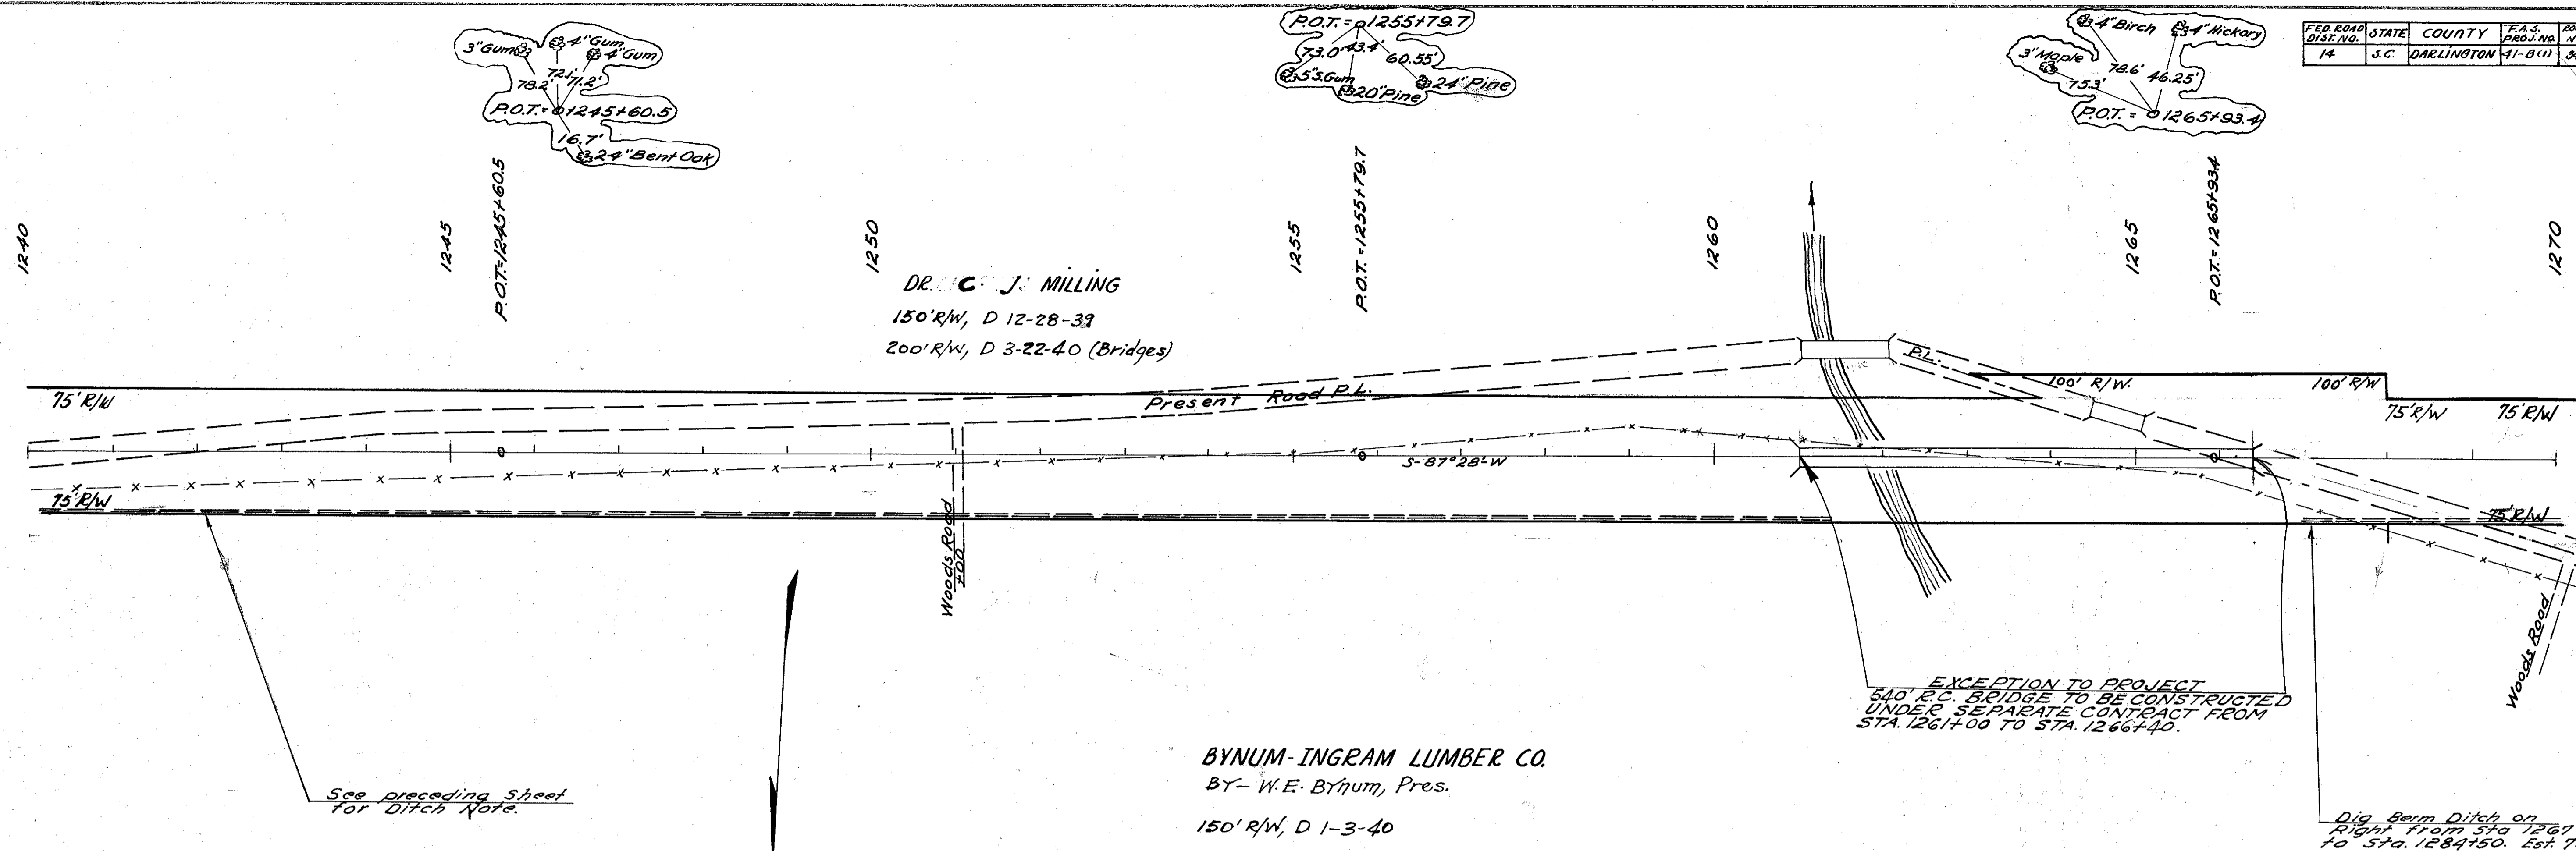 3"Gum
4"Gum
4"Gum
78.2'
72.1'
71.2'
P.O.T.= 1245+60.5
16.7'
24"Bent Oak
P.O.T.= 1255+79.7
73.0'
43.4'
60.55'
5"S.Gum
20"Pine
24"Pine
4"Birch
4"Hickory
3"Maple
78.6'
46.25'
75.3'
P.O.T.= 1265+93.4
FED. ROAD DIST. NO.
STATE
COUNTY
F.A.S. PROJ. NO.
14
S.C.
DARLINGTON
41-B(1)
1240
1245
P.O.T.=1245+60.5
1250
1255
P.O.T.=1255+79.7
1260
1265
P.O.T.=1265+93.4
1270
DR. C. J. MILLING
150'R/W, D 12-28-39
200'R/W, D 3-22-40 (Bridges)
75'R/W
Present Road P.L.
P.L.
100' R/W.
100' R/W
75'R/W
75'R/W
S-87°28'-W
75'R/W
75'R/W
Woods Road
+00
Woods Road
EXCEPTION TO PROJECT
540' R.C. BRIDGE TO BE CONSTRUCTED
UNDER SEPARATE CONTRACT FROM
STA. 1261+00 TO STA. 1266+40.
BYNUM-INGRAM LUMBER CO.
BY- W.E. BYnum, Pres.
150' R/W, D 1-3-40
See preceding Sheet
for Ditch Note.
Dig Berm Ditch on
Right from Sta 1267
to Sta. 1284+50. Est. 7